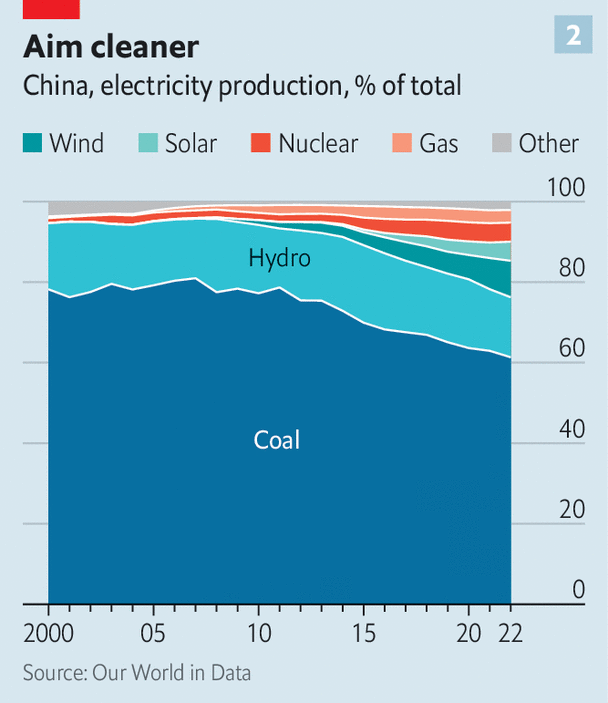 2
Aim cleaner
China, electricity production, % of total
Wind Solar Nuclear Gas Other
100
Hydro
80
60
Coal
40
20
0
2000 05 10 15 20 22
Source: Our World in Data